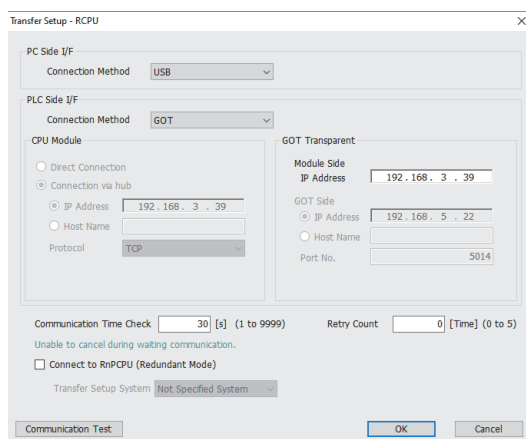 Transfer Setup - RCPU
PC Side I/F
Connection Method USB
PLC Side I/F
Connection Method GOT
CPU Module
Direct Connection
Connection via hub
IP Address 192 . 168 . 3 . 39
Host Name
Protocol TCP
GOT Transparent
Module Side
IP Address 192 . 168 . 3 . 39
GOT Side
IP Address 192 . 168 . 5 . 22
Host Name
Port No. 5014
Communication Time Check 30 [s] (1 to 9999) Retry Count 0 [Time] (0 to 5)
Unable to cancel during waiting communication.
Connect to RnPCPU (Redundant Mode)
Transfer Setup System Not Specified System
Communication Test OK Cancel